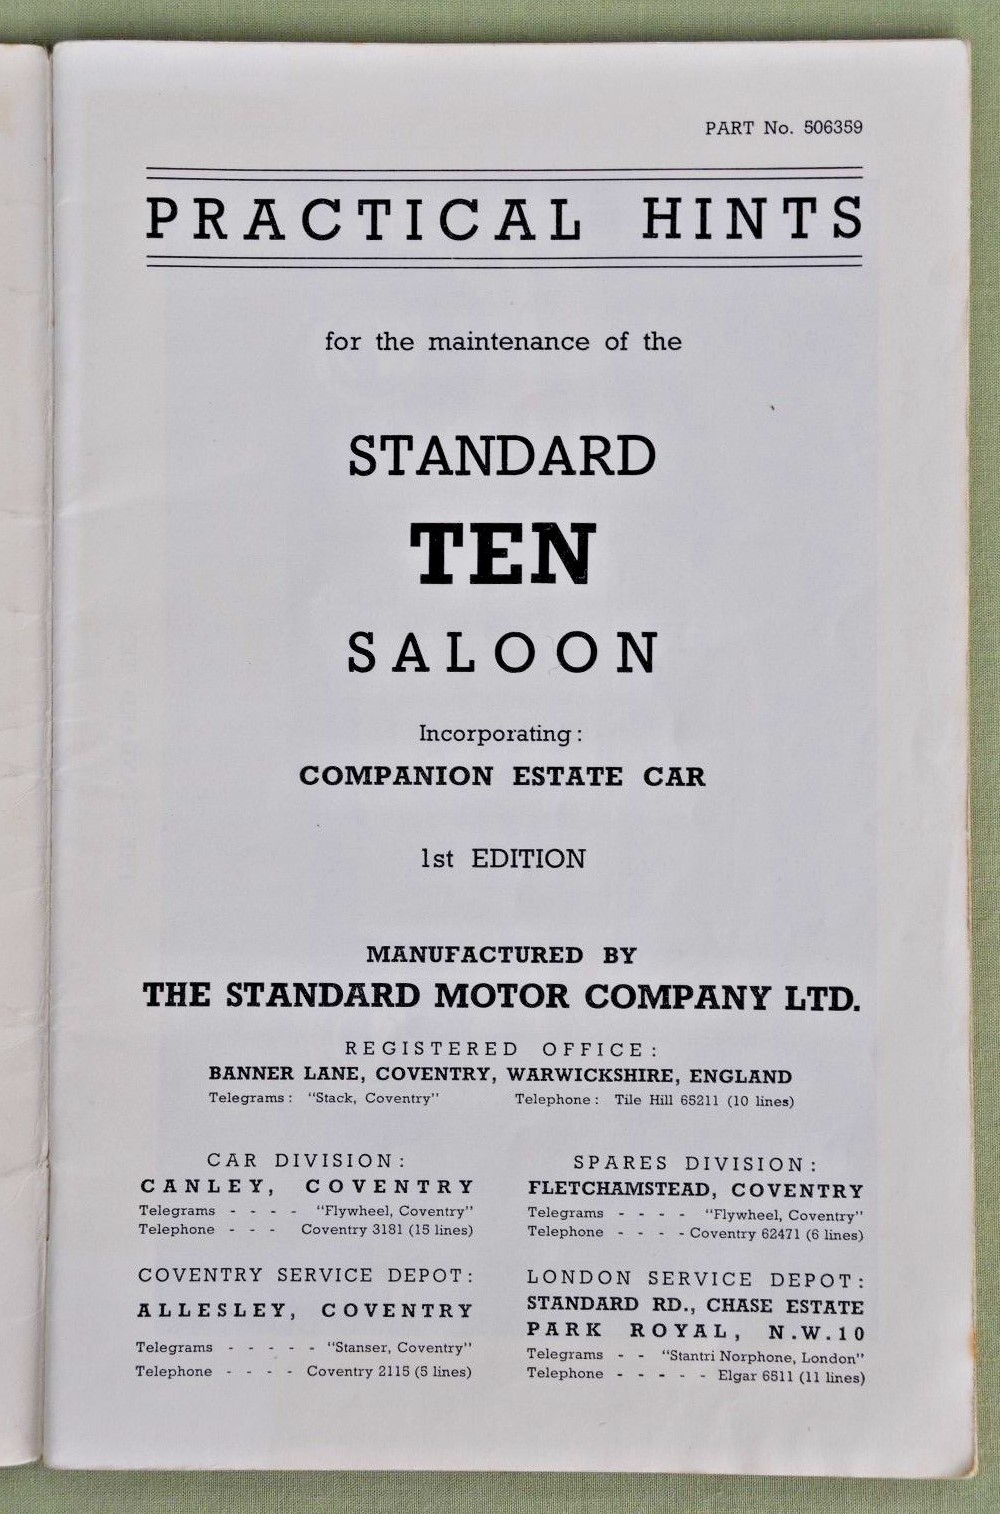 PART No. 506359
PRACTICAL HINTS
for the maintenance of the
STANDARD
TEN
SALOON
Incorporating :
COMPANION ESTATE CAR
1st EDITION
MANUFACTURED BY
THE STANDARD MOTOR COMPANY LTD.
REGISTERED OFFICE :
BANNER LANE, COVENTRY, WARWICKSHIRE, ENGLAND
Telegrams : "Stack, Coventry" Telephone : Tile Hill 65211 (10 lines)
CAR DIVISION :
CANLEY, COVENTRY
Telegrams - - - - "Flywheel, Coventry"
Telephone - - - Coventry 3181 (15 lines)
SPARES DIVISION :
FLETCHAMSTEAD, COVENTRY
Telegrams - - - - "Flywheel, Coventry"
Telephone - - - - Coventry 62471 (6 lines)
COVENTRY SERVICE DEPOT :
ALLESLEY, COVENTRY
Telegrams - - - - - "Stanser, Coventry"
Telephone - - - - Coventry 2115 (5 lines)
LONDON SERVICE DEPOT :
STANDARD RD., CHASE ESTATE
PARK ROYAL, N.W.10
Telegrams - - "Stantri Norphone, London"
Telephone - - - - - Elgar 6511 (11 lines)